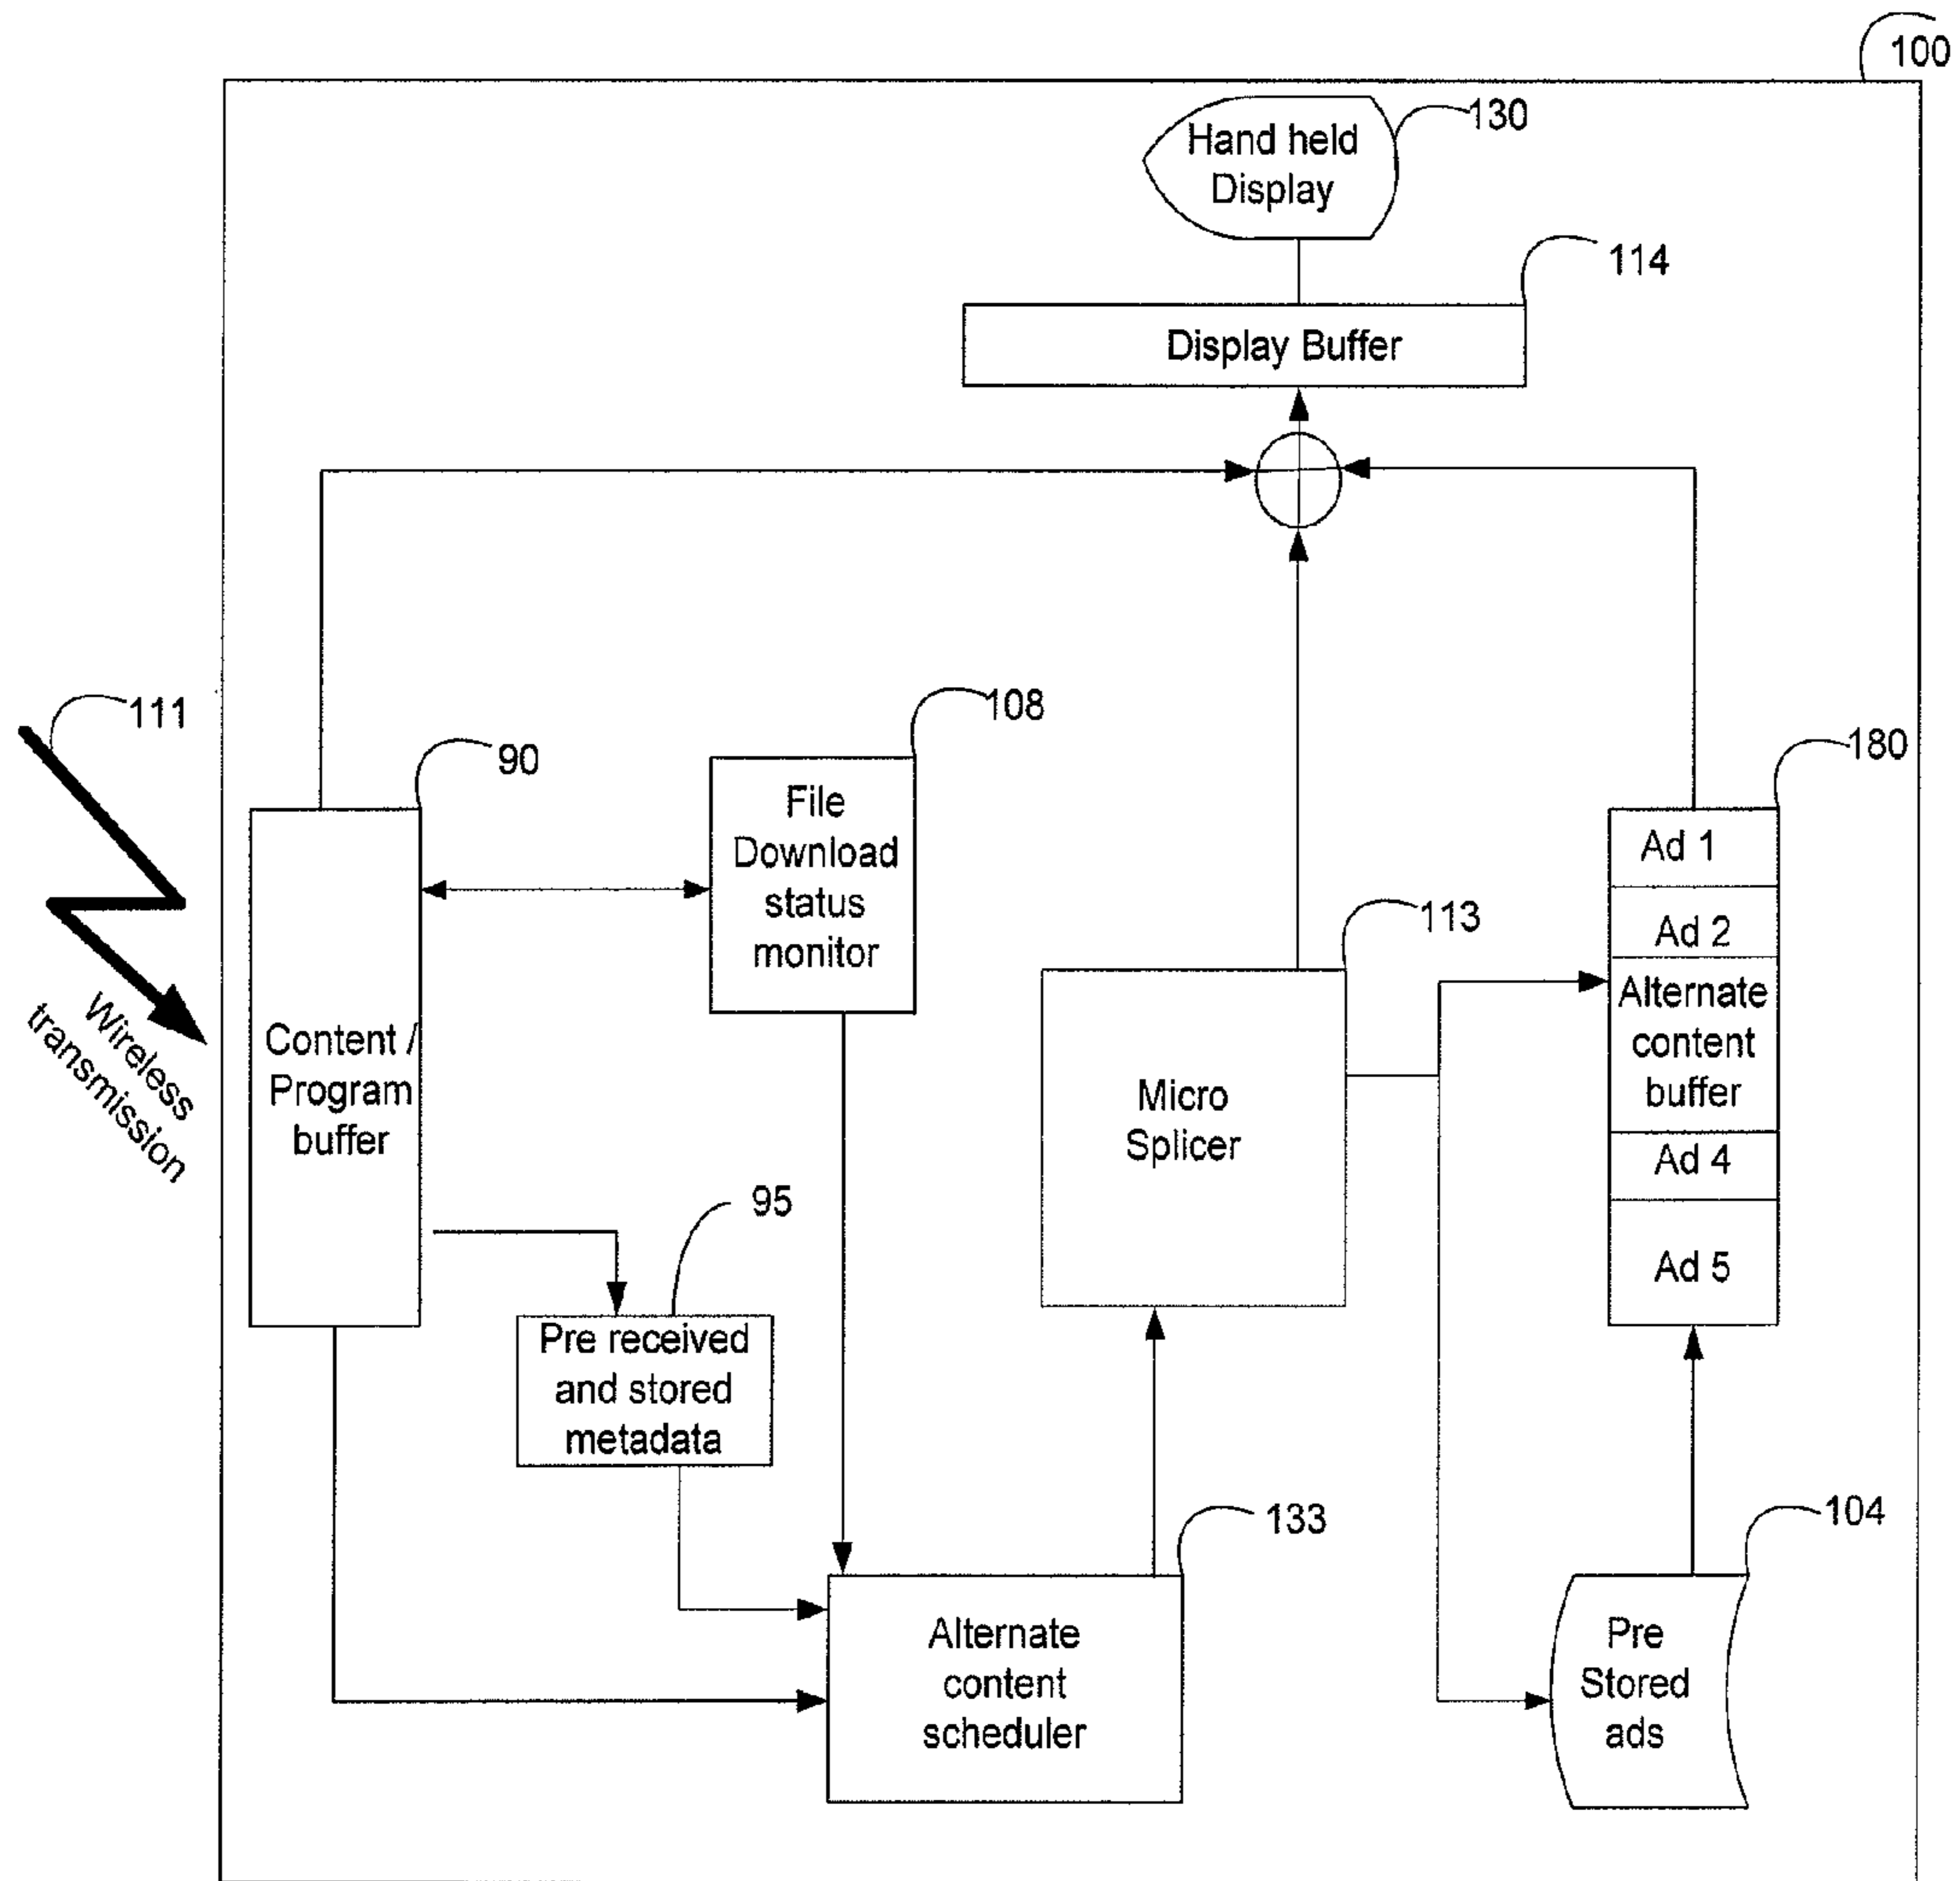 100
Hand held
Display
130
114
Display Buffer
111
Wireless
transmission
90
Content /
Program
buffer
108
File
Download
status
monitor
180
Ad 1
Ad 2
Alternate
content
buffer
Ad 4
Ad 5
113
Micro
Splicer
95
Pre received
and stored
metadata
133
Alternate
content
scheduler
104
Pre
Stored
ads